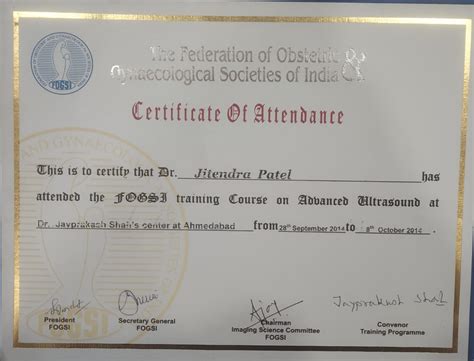 FOGSI
The Federation of Obstetric &
Gynaecological Societies of India
Certificate Of Attendance
This is to certify that Dr. Jitendra Patel has
attended the FOGSI training Course on Advanced Ultrasound at
Dr. Jayprakash Shah's center at Ahmedabad from 28th September 2014 to 8th October 2014.
Jayprakash Shah
President
FOGSI
Secretary General
FOGSI
Chairman
Imaging Science Committee
FOGSI
Convenor
Training Programme
FOGSI